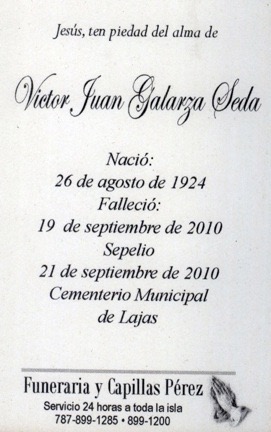 Jesús, ten piedad del alma de
Victor Juan Galarza Seda
Nació:
26 de agosto de 1924
Falleció:
19 de septiembre de 2010
Sepelio
21 de septiembre de 2010
Cementerio Municipal
de Lajas
Funeraria y Capillas Pérez
Servicio 24 horas a toda la isla
787-899-1285 • 899-1200